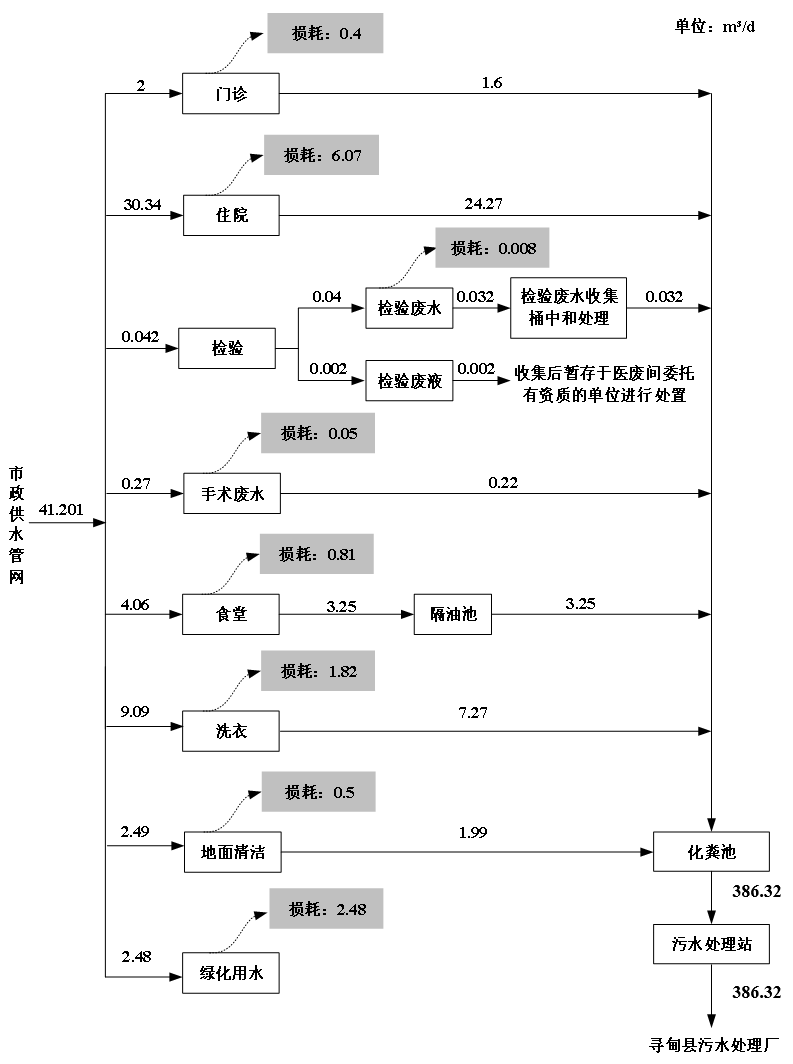 单位：m³/d
损耗：0.4
2
门诊
1.6
损耗：6.07
30.34
住院
24.27
损耗：0.008
0.04
检验废水
0.032
检验废水收集
桶中和处理
0.032
0.042
检验
0.002
检验废液
0.002
收集后暂存于医废间委托
有资质的单位进行处置
损耗：0.05
0.27
手术废水
0.22
市
政
供
水
管
网
41.201
损耗：0.81
4.06
食堂
3.25
隔油池
3.25
损耗：1.82
9.09
洗衣
7.27
损耗：0.5
2.49
地面清洁
1.99
化粪池
386.32
损耗：2.48
2.48
绿化用水
污水处理站
386.32
寻甸县污水处理厂